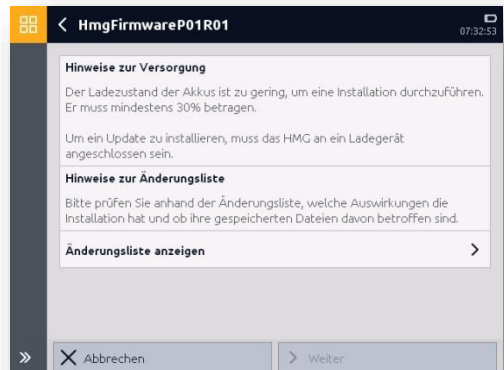 HmgFirmwareP01R01
07:32:53
Hinweise zur Versorgung
Der Ladezustand der Akkus ist zu gering, um eine Installation durchzuführen.
Er muss mindestens 30% betragen.
Um ein Update zu installieren, muss das HMG an ein Ladegerät
angeschlossen sein.
Hinweise zur Änderungsliste
Bitte prüfen Sie anhand der Änderungsliste, welche Auswirkungen die
Installation hat und ob ihre gespeicherten Dateien davon betroffen sind.
Änderungsliste anzeigen
Abbrechen
Weiter